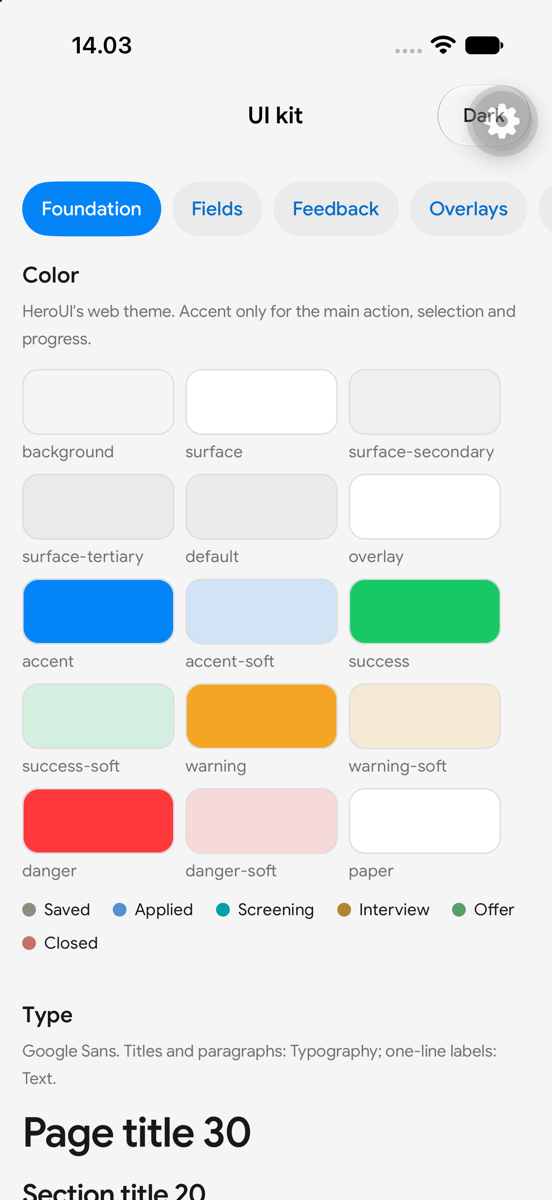 14.03
UI kit
Dark
Foundation
Fields
Feedback
Overlays
Color
HeroUI's web theme. Accent only for the main action, selection and
progress.
background
surface
surface-secondary
surface-tertiary
default
overlay
accent
accent-soft
success
success-soft
warning
warning-soft
danger
danger-soft
paper
Saved
Applied
Screening
Interview
Offer
Closed
Type
Google Sans. Titles and paragraphs: Typography; one-line labels:
Text.
Page title 30
Section title 20